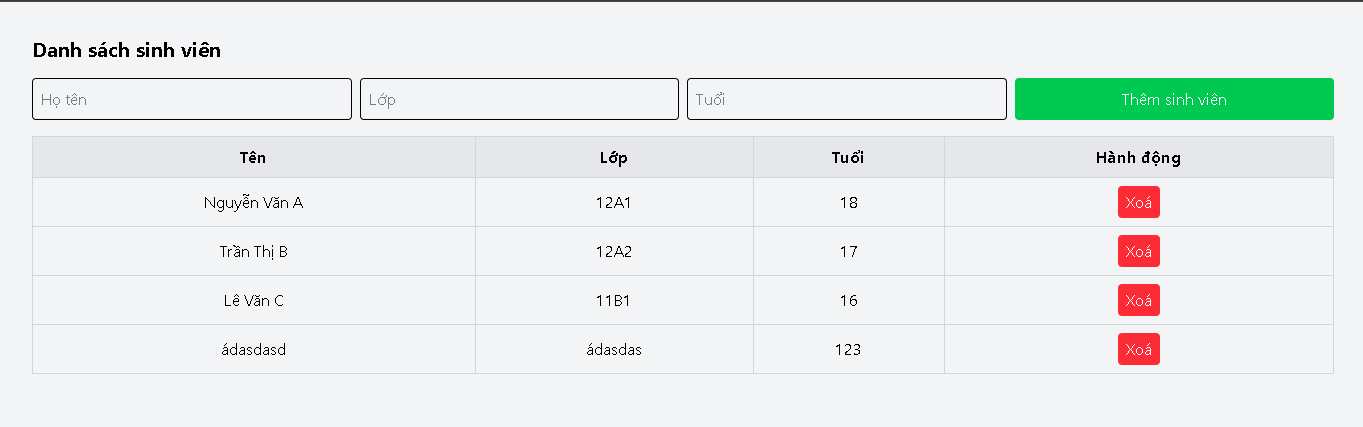 Danh sách sinh viên
Họ tên Lớp Tuổi Thêm sinh viên
Tên Lớp Tuổi Hành động
Nguyễn Văn A 12A1 18 Xoá
Trần Thị B 12A2 17 Xoá
Lê Văn C 11B1 16 Xoá
ádasdasd ádasdas 123 Xoá